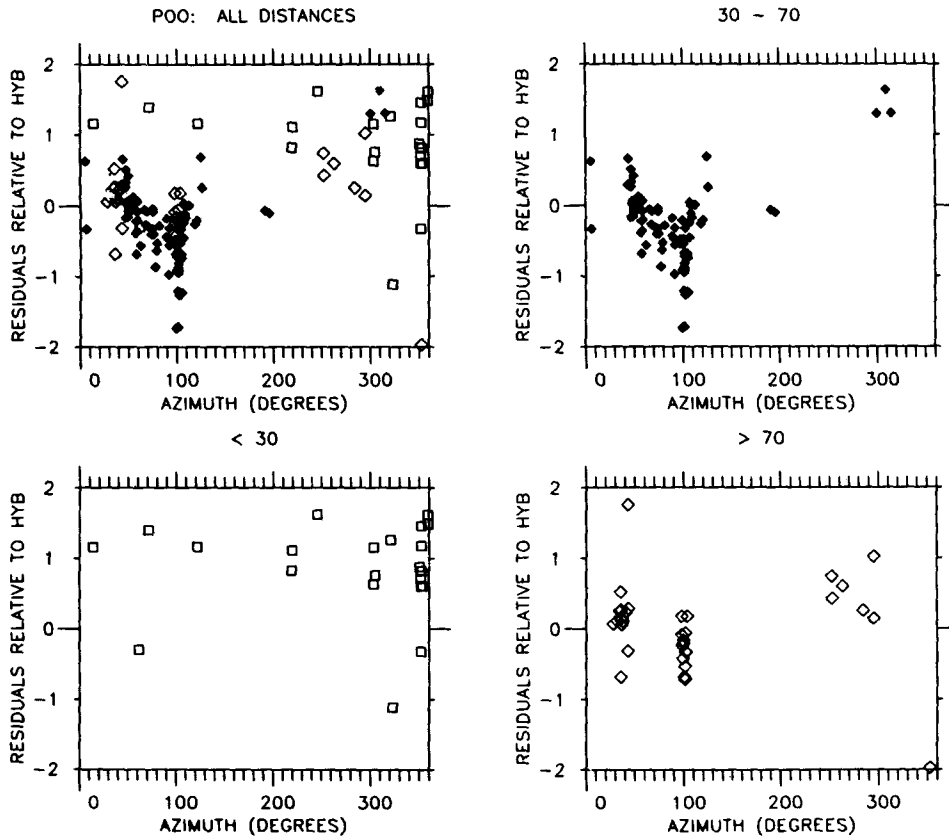 POO: ALL DISTANCES
RESIDUALS RELATIVE TO HYB
2
1
0
-1
-2
0 100 200 300
AZIMUTH (DEGREES)
30 - 70
RESIDUALS RELATIVE TO HYB
2
1
0
-1
-2
0 100 200 300
AZIMUTH (DEGREES)
< 30
RESIDUALS RELATIVE TO HYB
2
1
0
-1
-2
0 100 200 300
AZIMUTH (DEGREES)
> 70
RESIDUALS RELATIVE TO HYB
2
1
0
-1
-2
0 100 200 300
AZIMUTH (DEGREES)